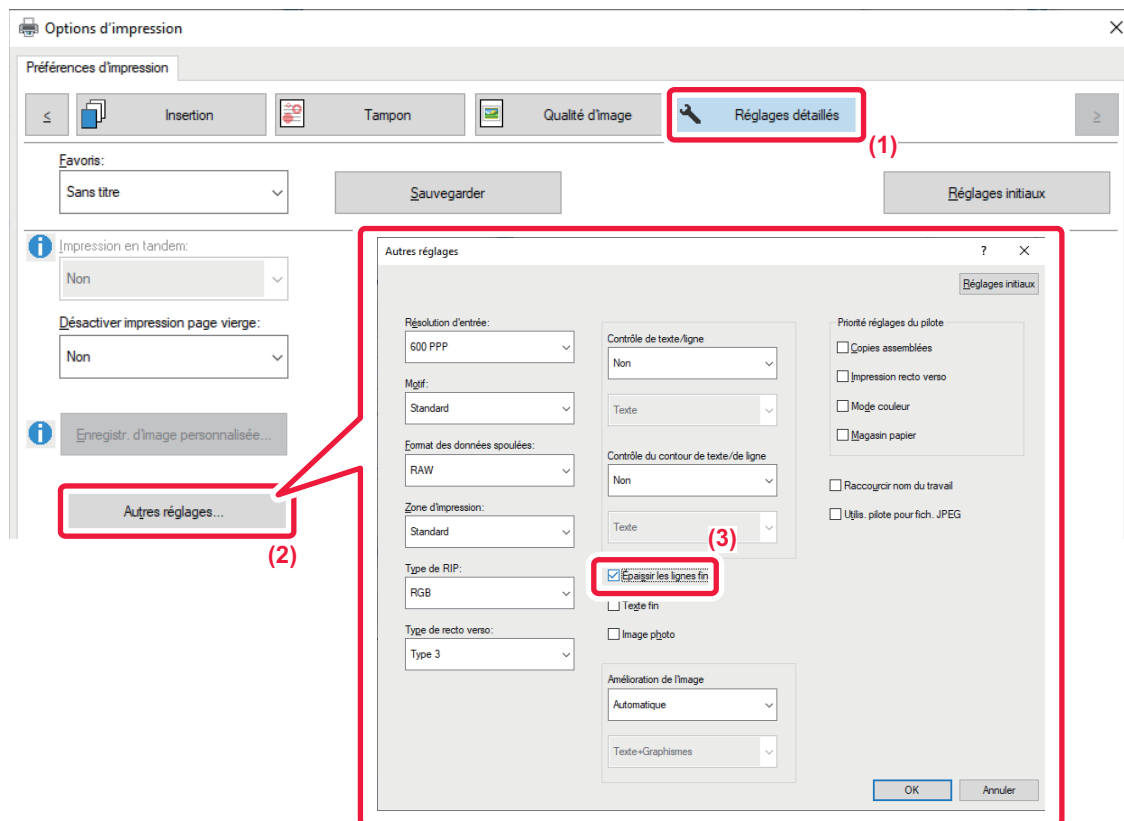 Options d'impression
Préférences d'impression
<
Insertion
Tampon
Qualité d'image
Réglages détaillés
>
(1)
Favoris:
Sans titre
Sauvegarder
Réglages initiaux
Impression en tandem:
Non
Désactiver impression page vierge:
Non
Enregistr. d'image personnalisée...
Autres réglages...
(2)
Autres réglages
?
Réglages initiaux
Résolution d'entrée:
600 PPP
Motif:
Standard
Format des données spoulées:
RAW
Zone d'impression:
Standard
Type de RIP:
RGB
Type de recto verso:
Type 3
Contrôle de texte/ligne
Non
Texte
Contrôle du contour de texte/de ligne
Non
Texte
(3)
Épaissir les lignes fin
Texte fin
Image photo
Amélioration de l'image
Automatique
Texte+Graphismes
Priorité réglages du pilote
Copies assemblées
Impression recto verso
Mode couleur
Magasin papier
Raccourcir nom du travail
Utilis. pilote pour fich. JPEG
OK
Annuler